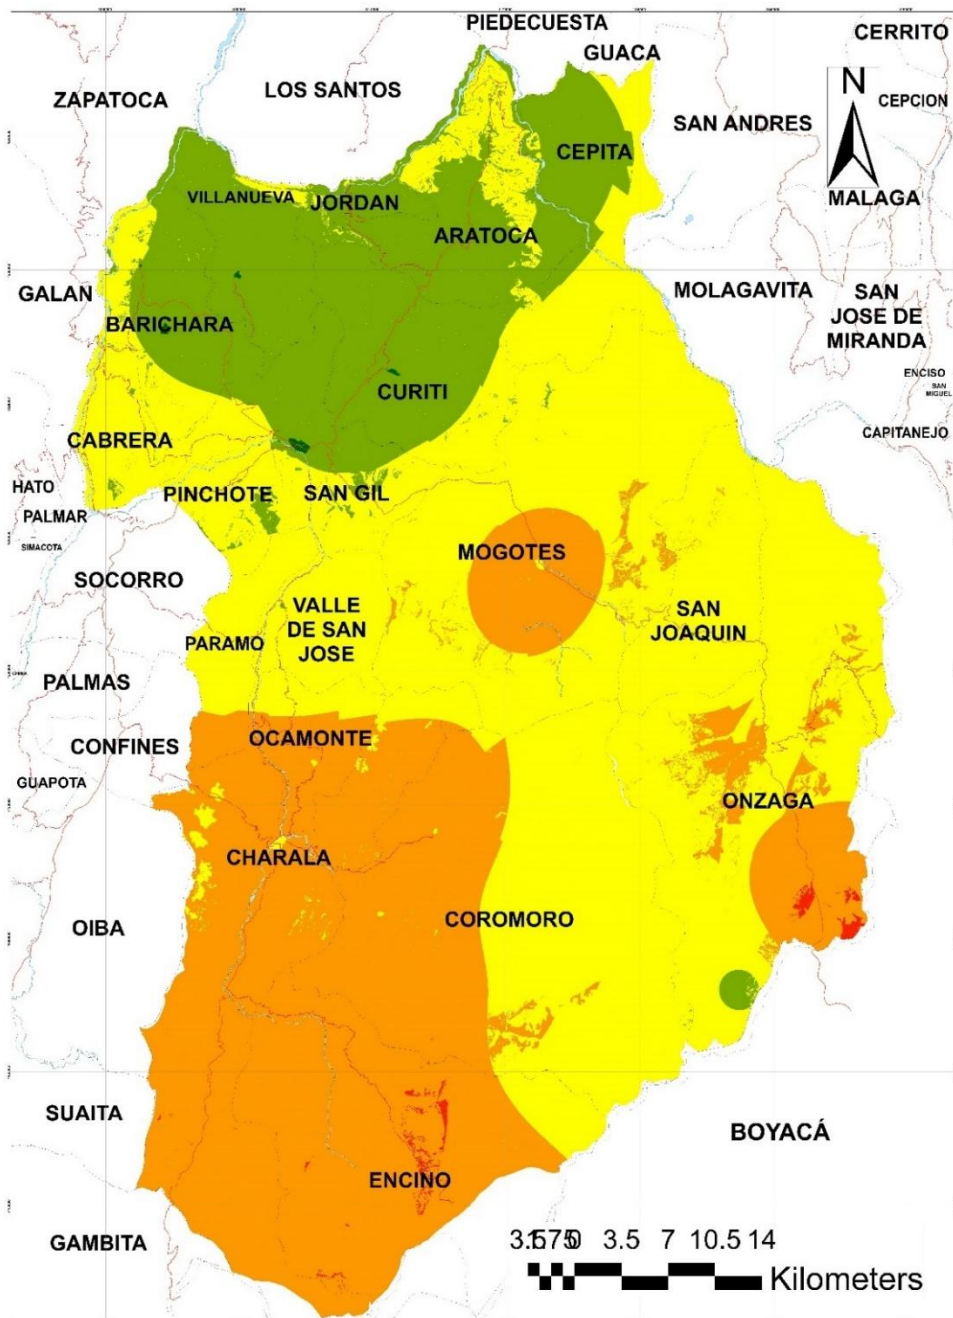 PIEDECUESTA
GUACA
CERRITO
ZAPATOCA
LOS SANTOS
N
CEPCION
SAN ANDRES
CEPITA
VILLANUEVA
JORDAN
MALAGA
ARATOCA
GALAN
MOLAGAVITA
SAN
JOSE DE
MIRANDA
BARICHARA
ENCISO
SAN
MIGUEL
CURITI
CABRERA
CAPITANEJO
HATO
PINCHOTE
SAN GIL
PALMAR
SIMACOTA
MOGOTES
SOCORRO
VALLE
DE SAN
JOSE
SAN
JOAQUIN
PARAMO
PALMAS
CONFINES
OCAMONTE
GUAPOTA
ONZAGA
CHARALA
OIBA
COROMORO
SUAITA
BOYACÁ
ENCINO
GAMBITA
3.5 7 10.5 14
Kilometers